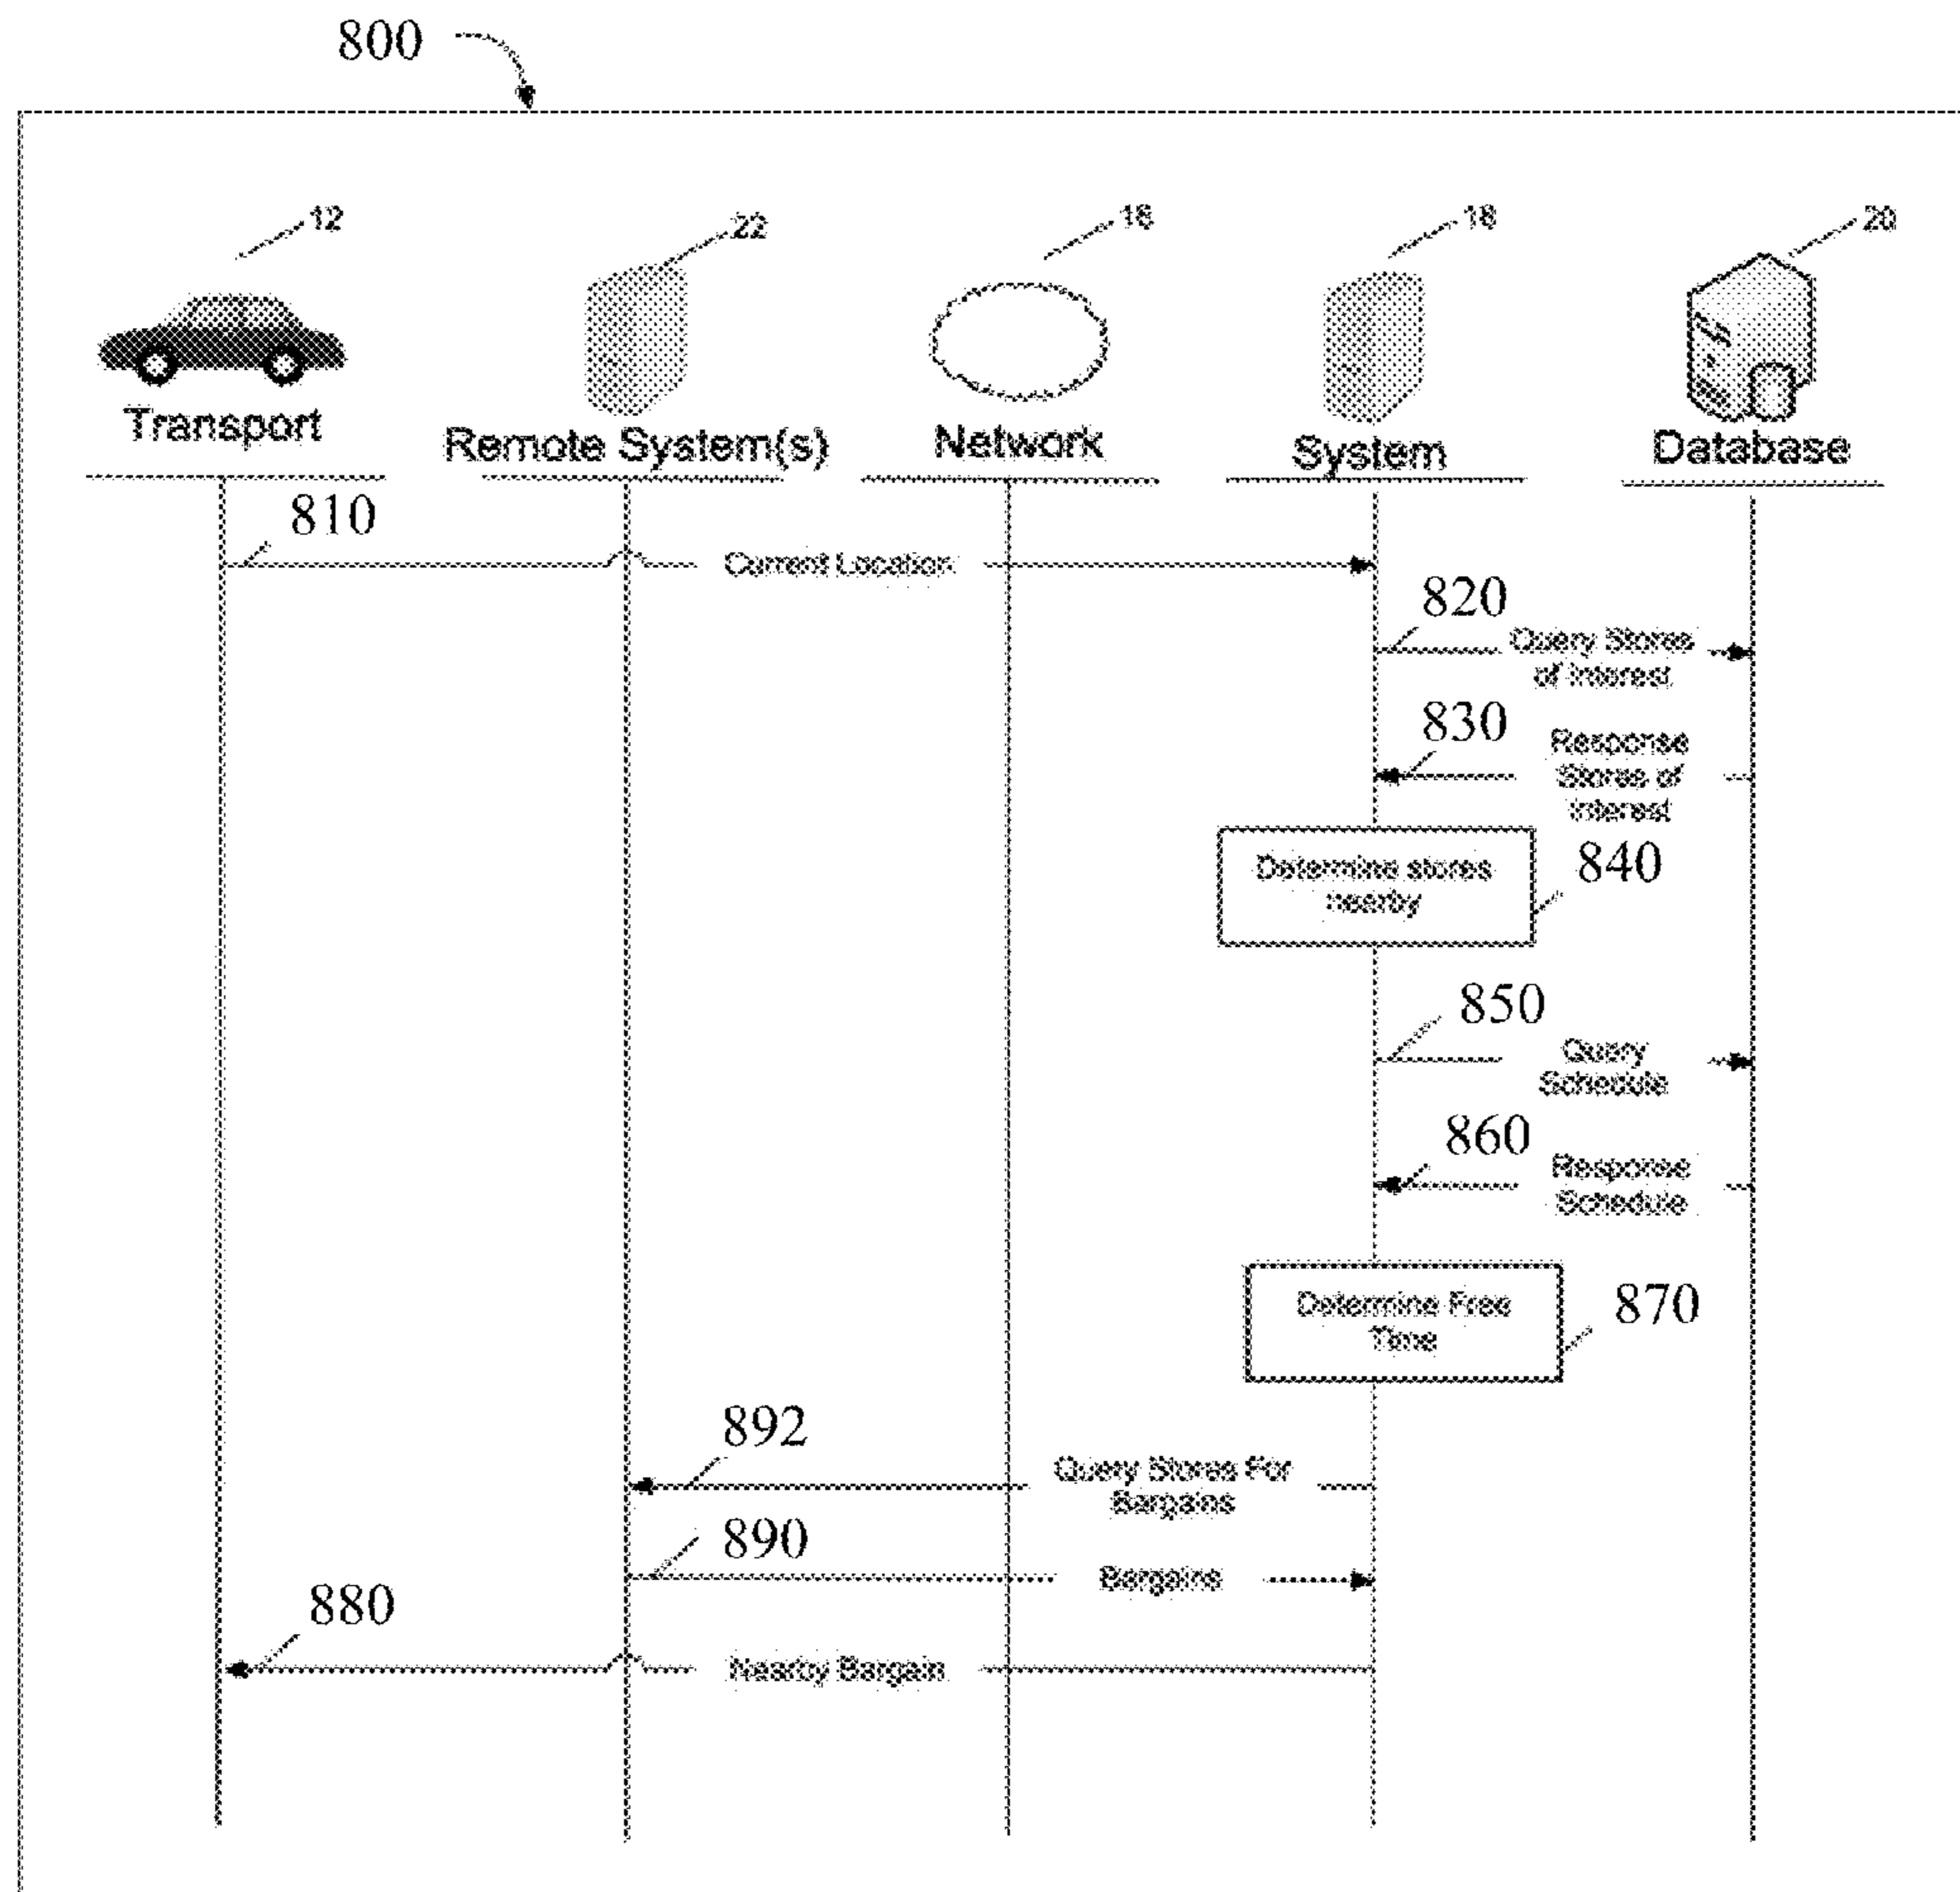 800
12
22
16
18
20
Transport
Remote System(s)
Network
System
Database
810
Current Location
820
Query Stores
of Interest
830
Response
Stores of
Interest
Determine stores
nearby
840
850
Query
Schedule
860
Response
Schedule
Determine Free
Time
870
892
Query Stores For
Bargains
890
Bargains
880
Nearby Bargain